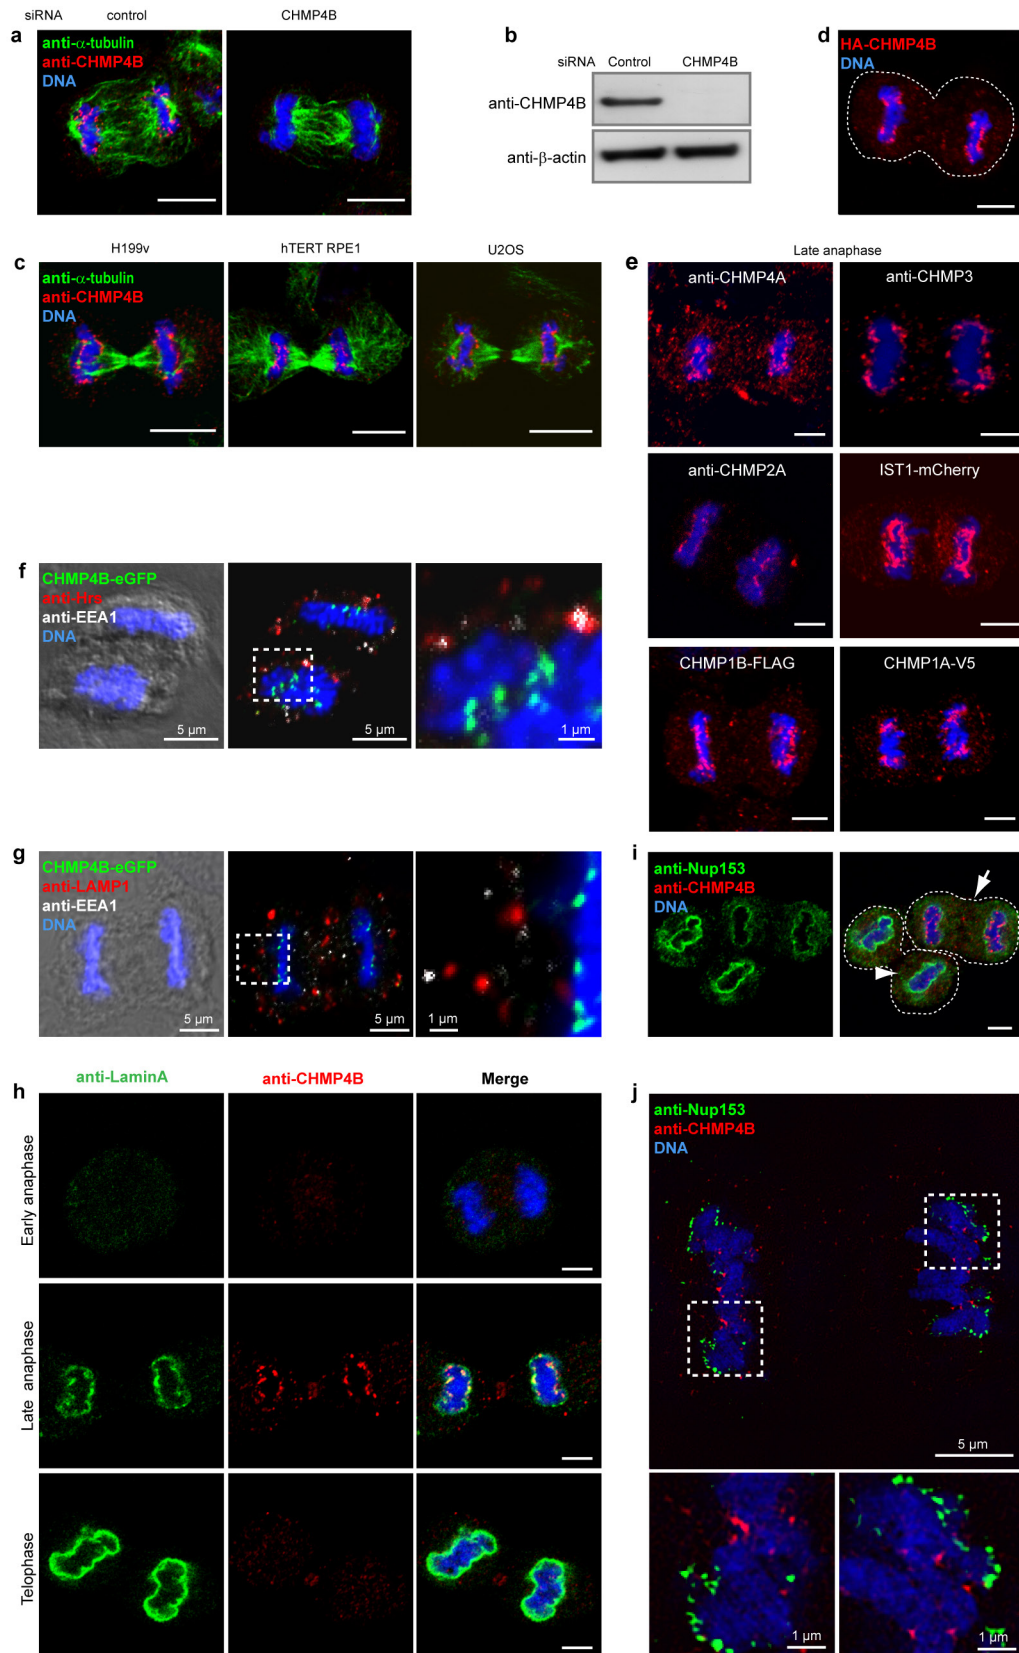 siRNA control CHMP4B
a
anti-α-tubulin
anti-CHMP4B
DNA
b
siRNA Control CHMP4B
anti-CHMP4B
anti-β-actin
d
HA-CHMP4B
DNA
c
H199v hTERT RPE1 U2OS
anti-α-tubulin
anti-CHMP4B
DNA
e
Late anaphase
anti-CHMP4A anti-CHMP3
anti-CHMP2A IST1-mCherry
CHMP1B-FLAG CHMP1A-V5
f
CHMP4B-eGFP
anti-Hrs
anti-EEA1
DNA
5 µm 5 µm 1 µm
g
CHMP4B-eGFP
anti-LAMP1
anti-EEA1
DNA
5 µm 5 µm 1 µm
i
anti-Nup153
anti-CHMP4B
DNA
h
anti-LaminA anti-CHMP4B Merge
Early anaphase
Late anaphase
Telophase
j
anti-Nup153
anti-CHMP4B
DNA
5 µm
1 µm 1 µm